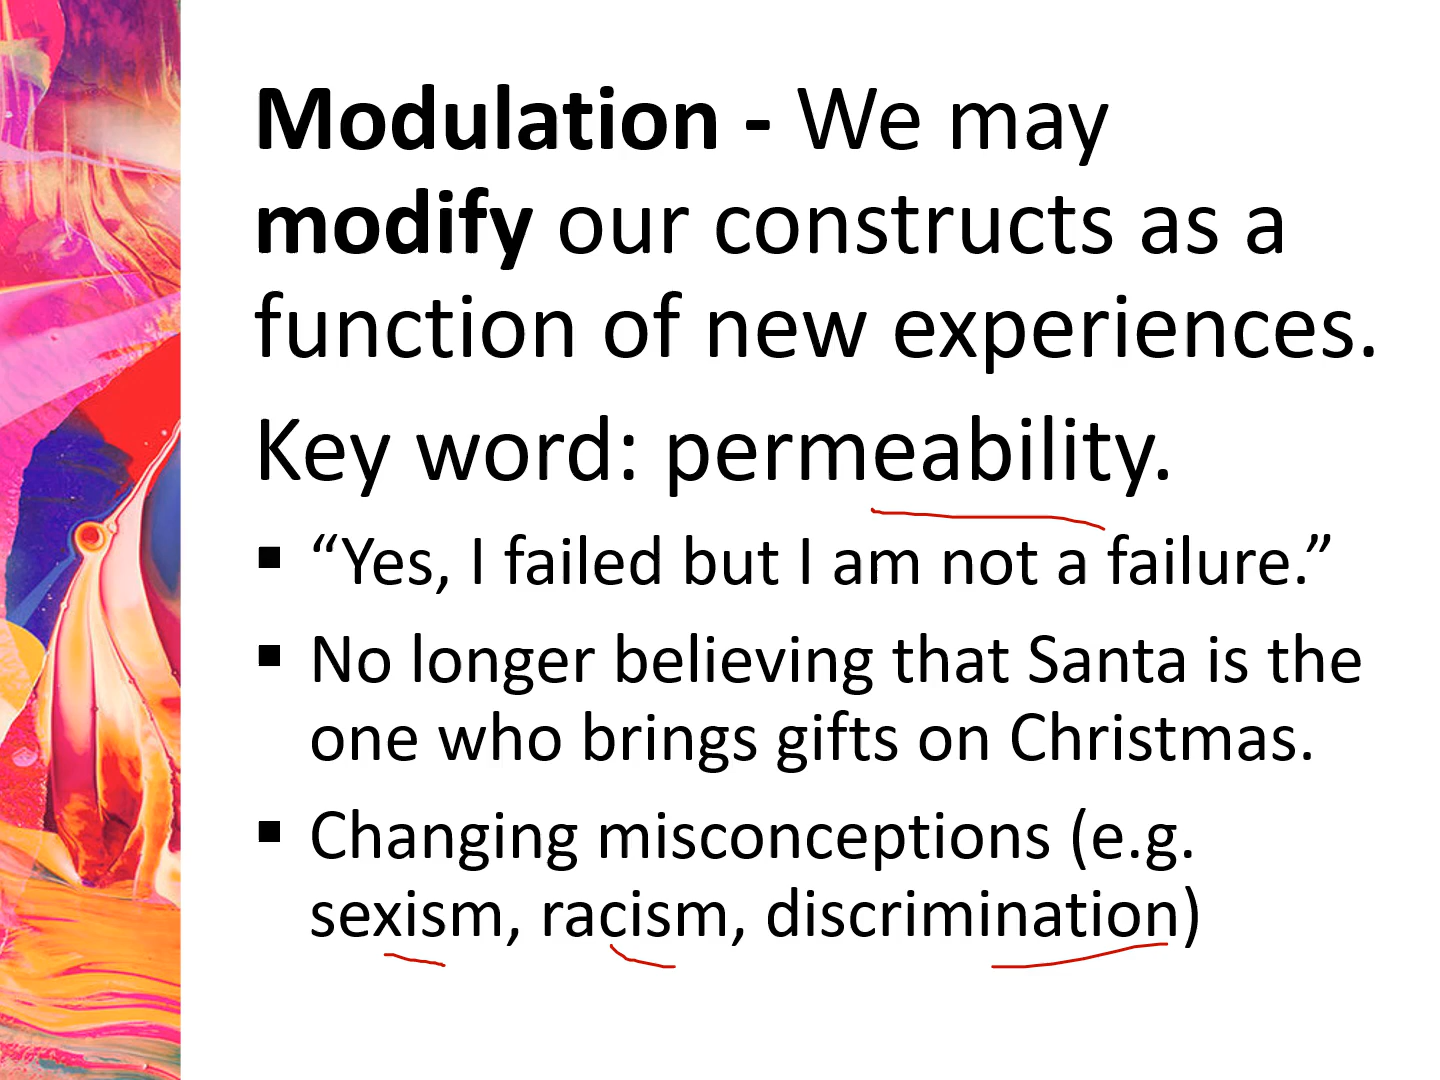 Modulation - We may
modify our constructs as a
function of new experiences.
Key word: permeability.
▪ “Yes, I failed but I am not a failure.”
▪ No longer believing that Santa is the
one who brings gifts on Christmas.
▪ Changing misconceptions (e.g.
sexism, racism, discrimination)